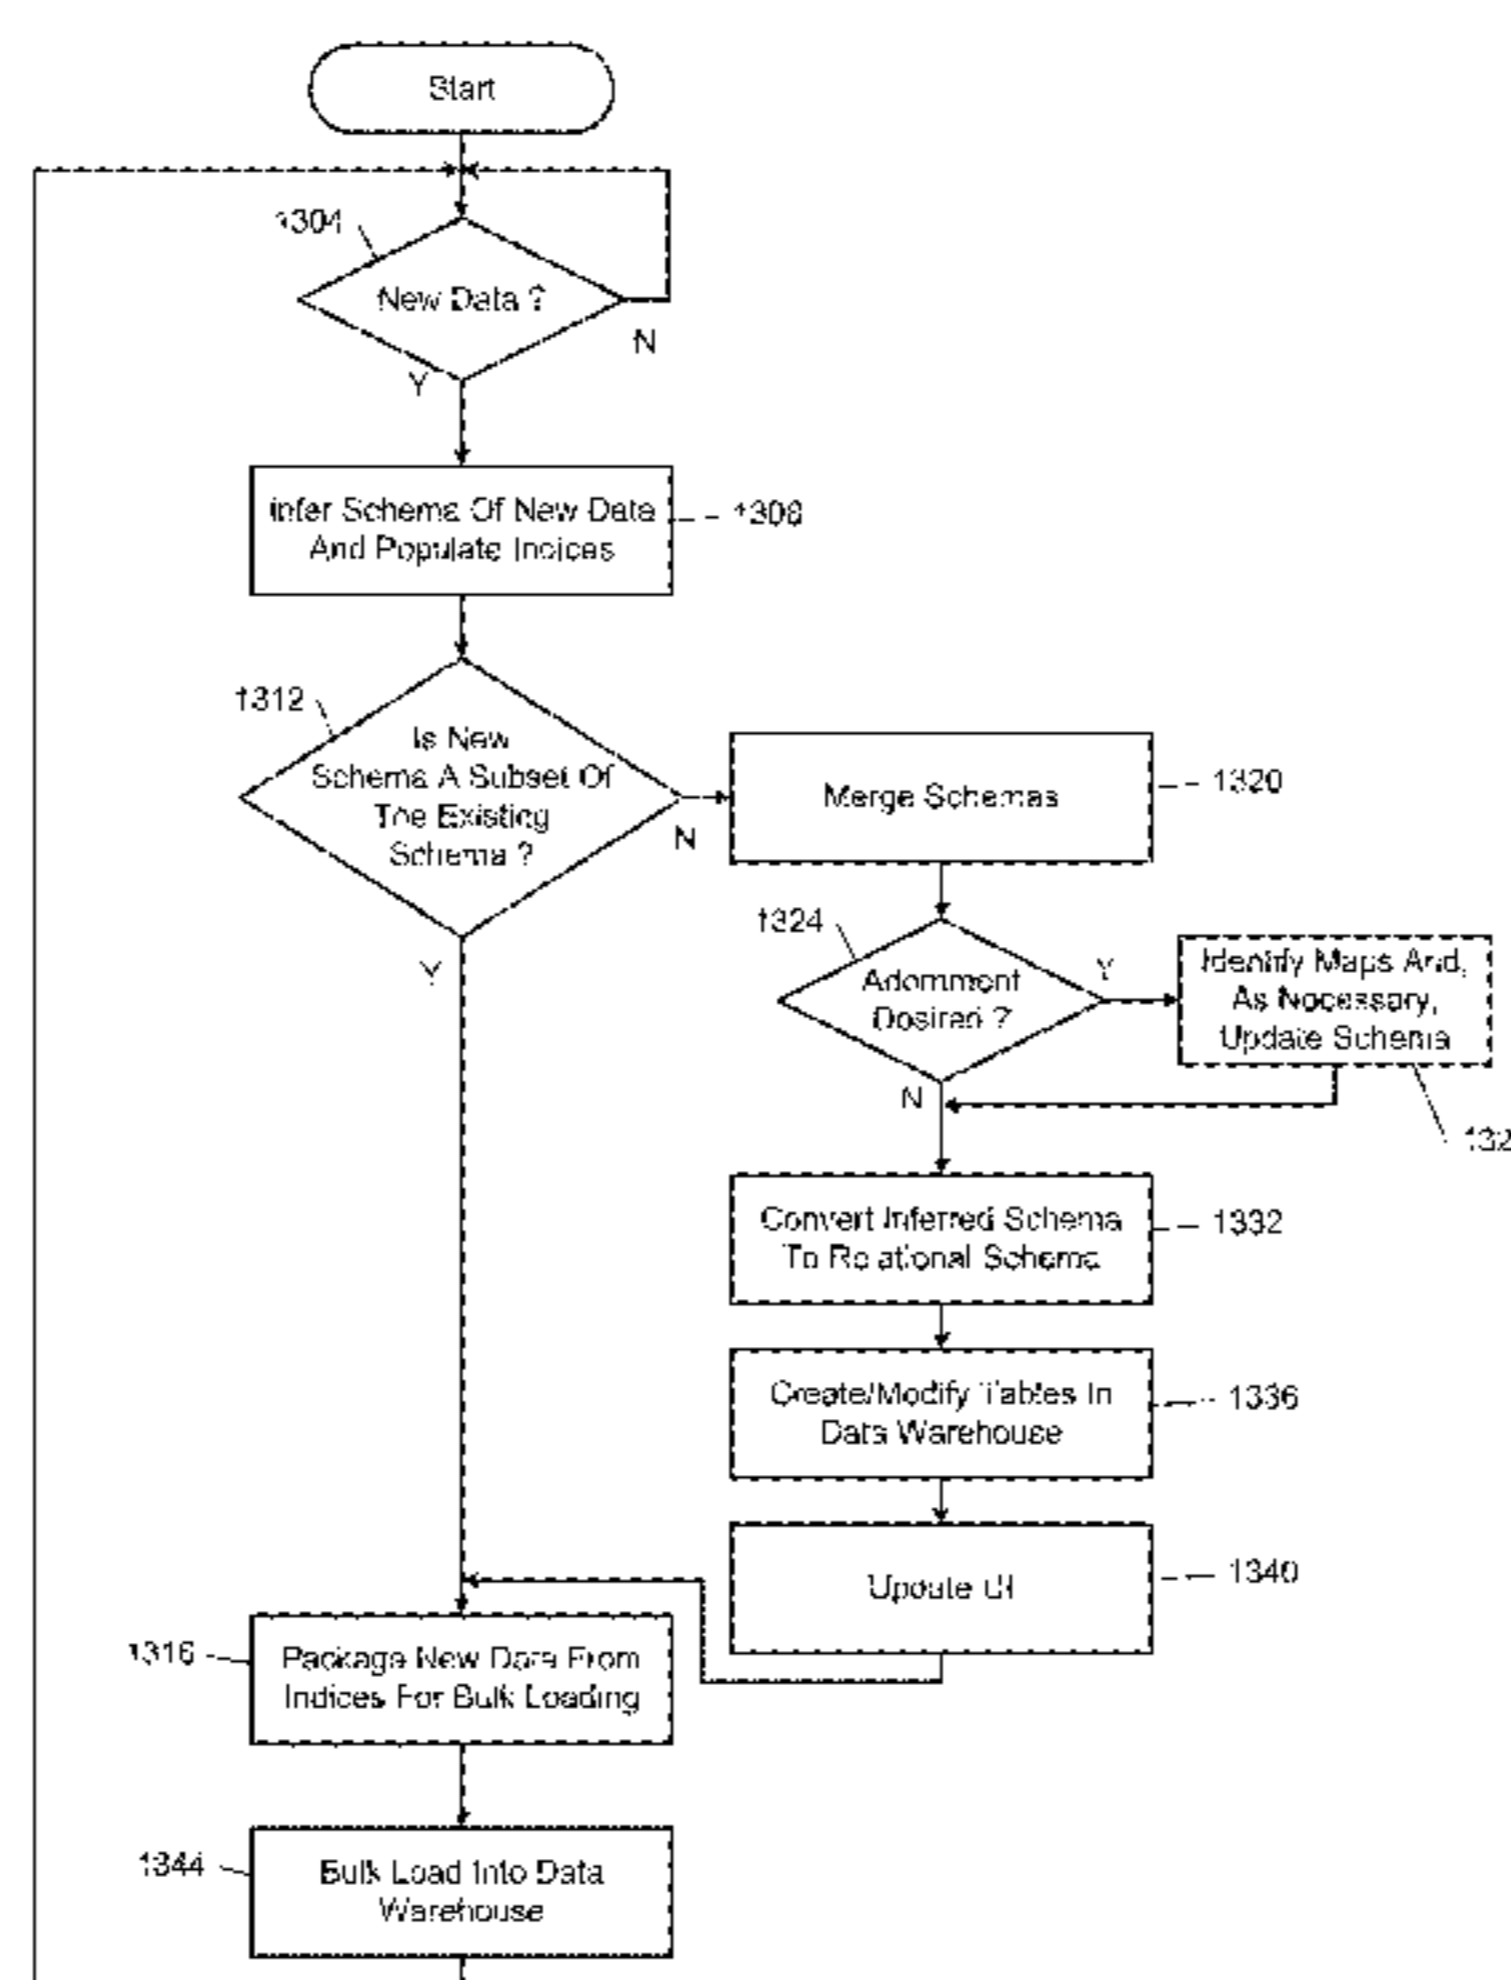 Start
1304
New Data ?
N
Y
Infer Schema Of New Data
And Populate Indices
1308
1312
Is New
Schema A Subset Of
The Existing
Schema ?
N
Y
Merge Schemas
1320
1324
Adornment
Desired ?
Y
N
Identify Maps And,
As Necessary,
Update Schema
132
Convert Inferred Schema
To Relational Schema
1332
Create/Modify Tables In
Data Warehouse
1336
Update UI
1340
1316
Package New Data From
Indices For Bulk Loading
1344
Bulk Load Into Data
Warehouse